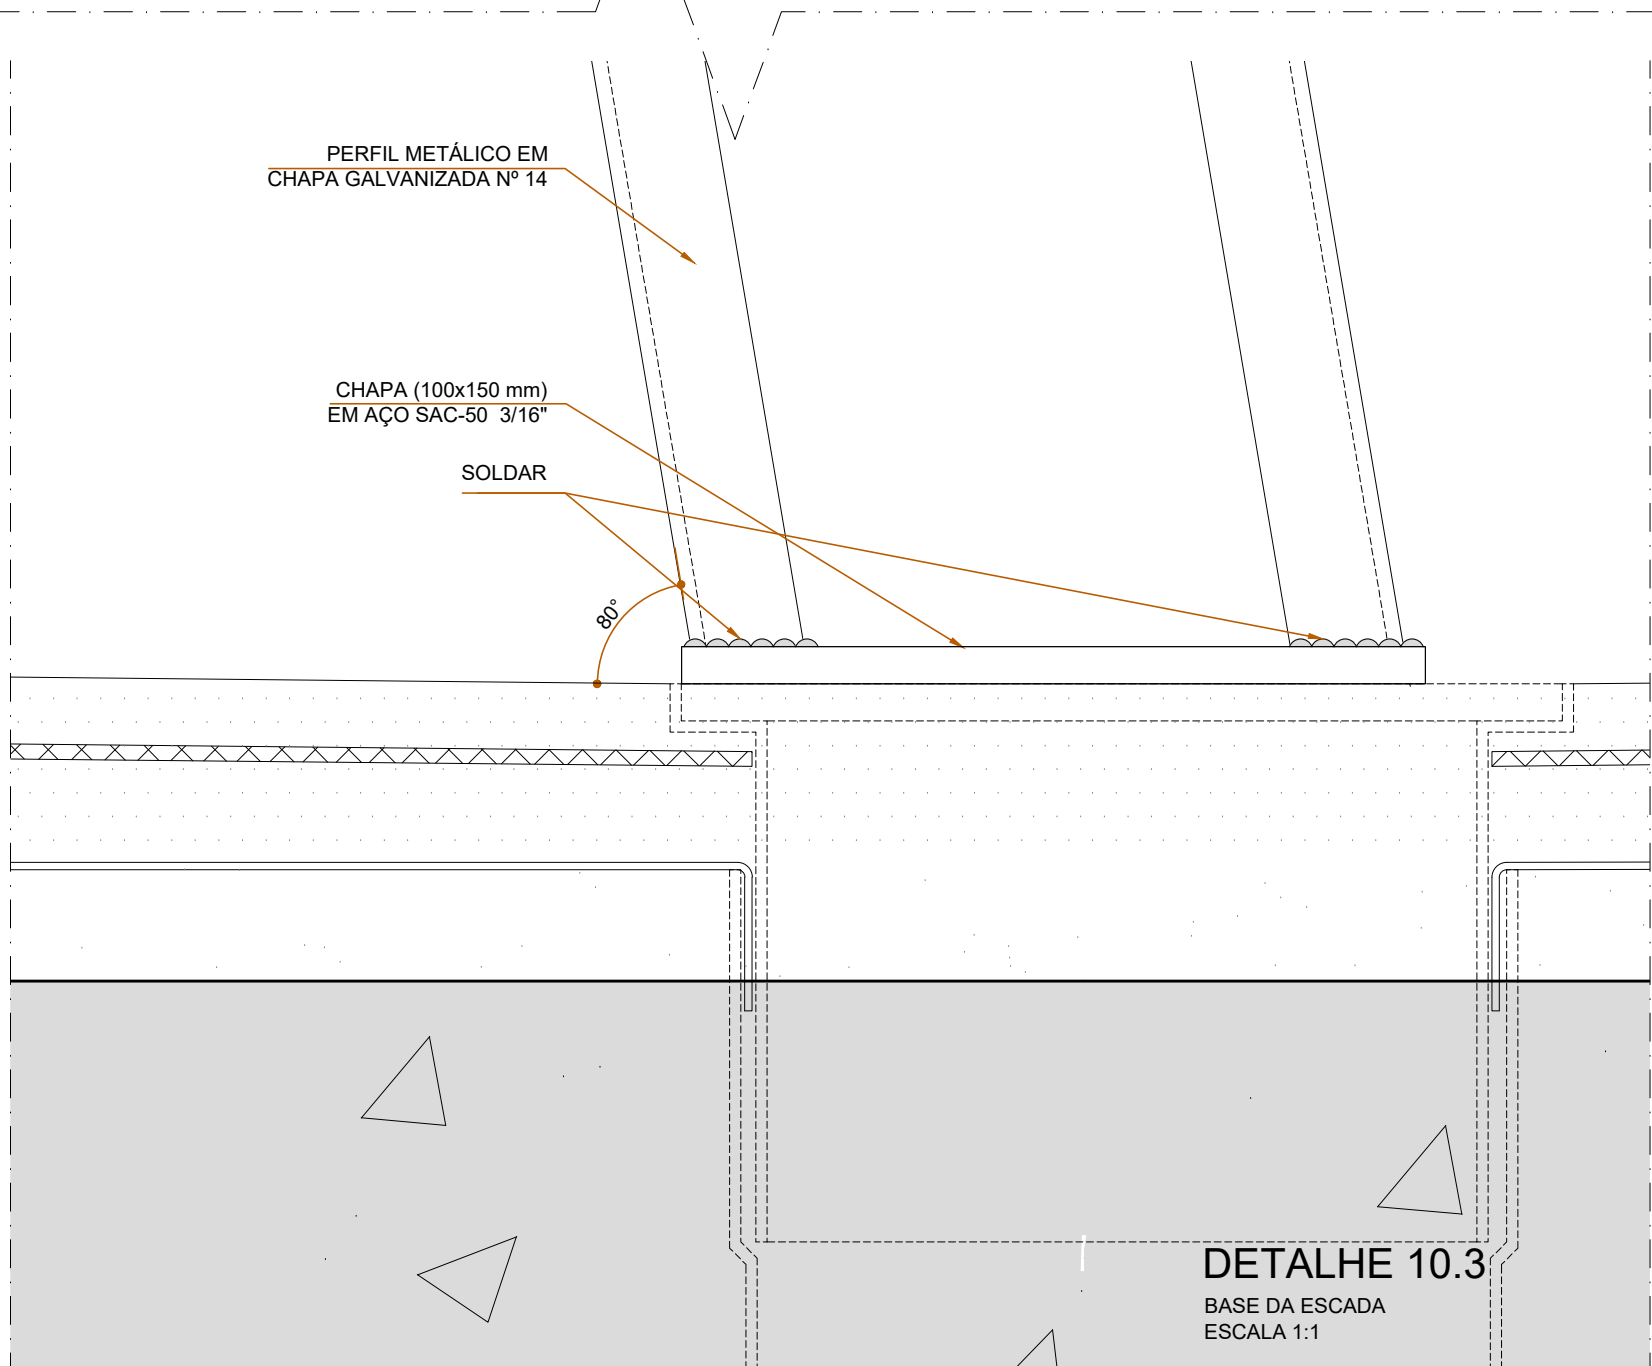 PERFIL METÁLICO EM
CHAPA GALVANIZADA Nº 14
CHAPA (100x150 mm)
EM AÇO SAC-50 3/16"
SOLDAR
80°
DETALHE 10.3
BASE DA ESCADA
ESCALA 1:1